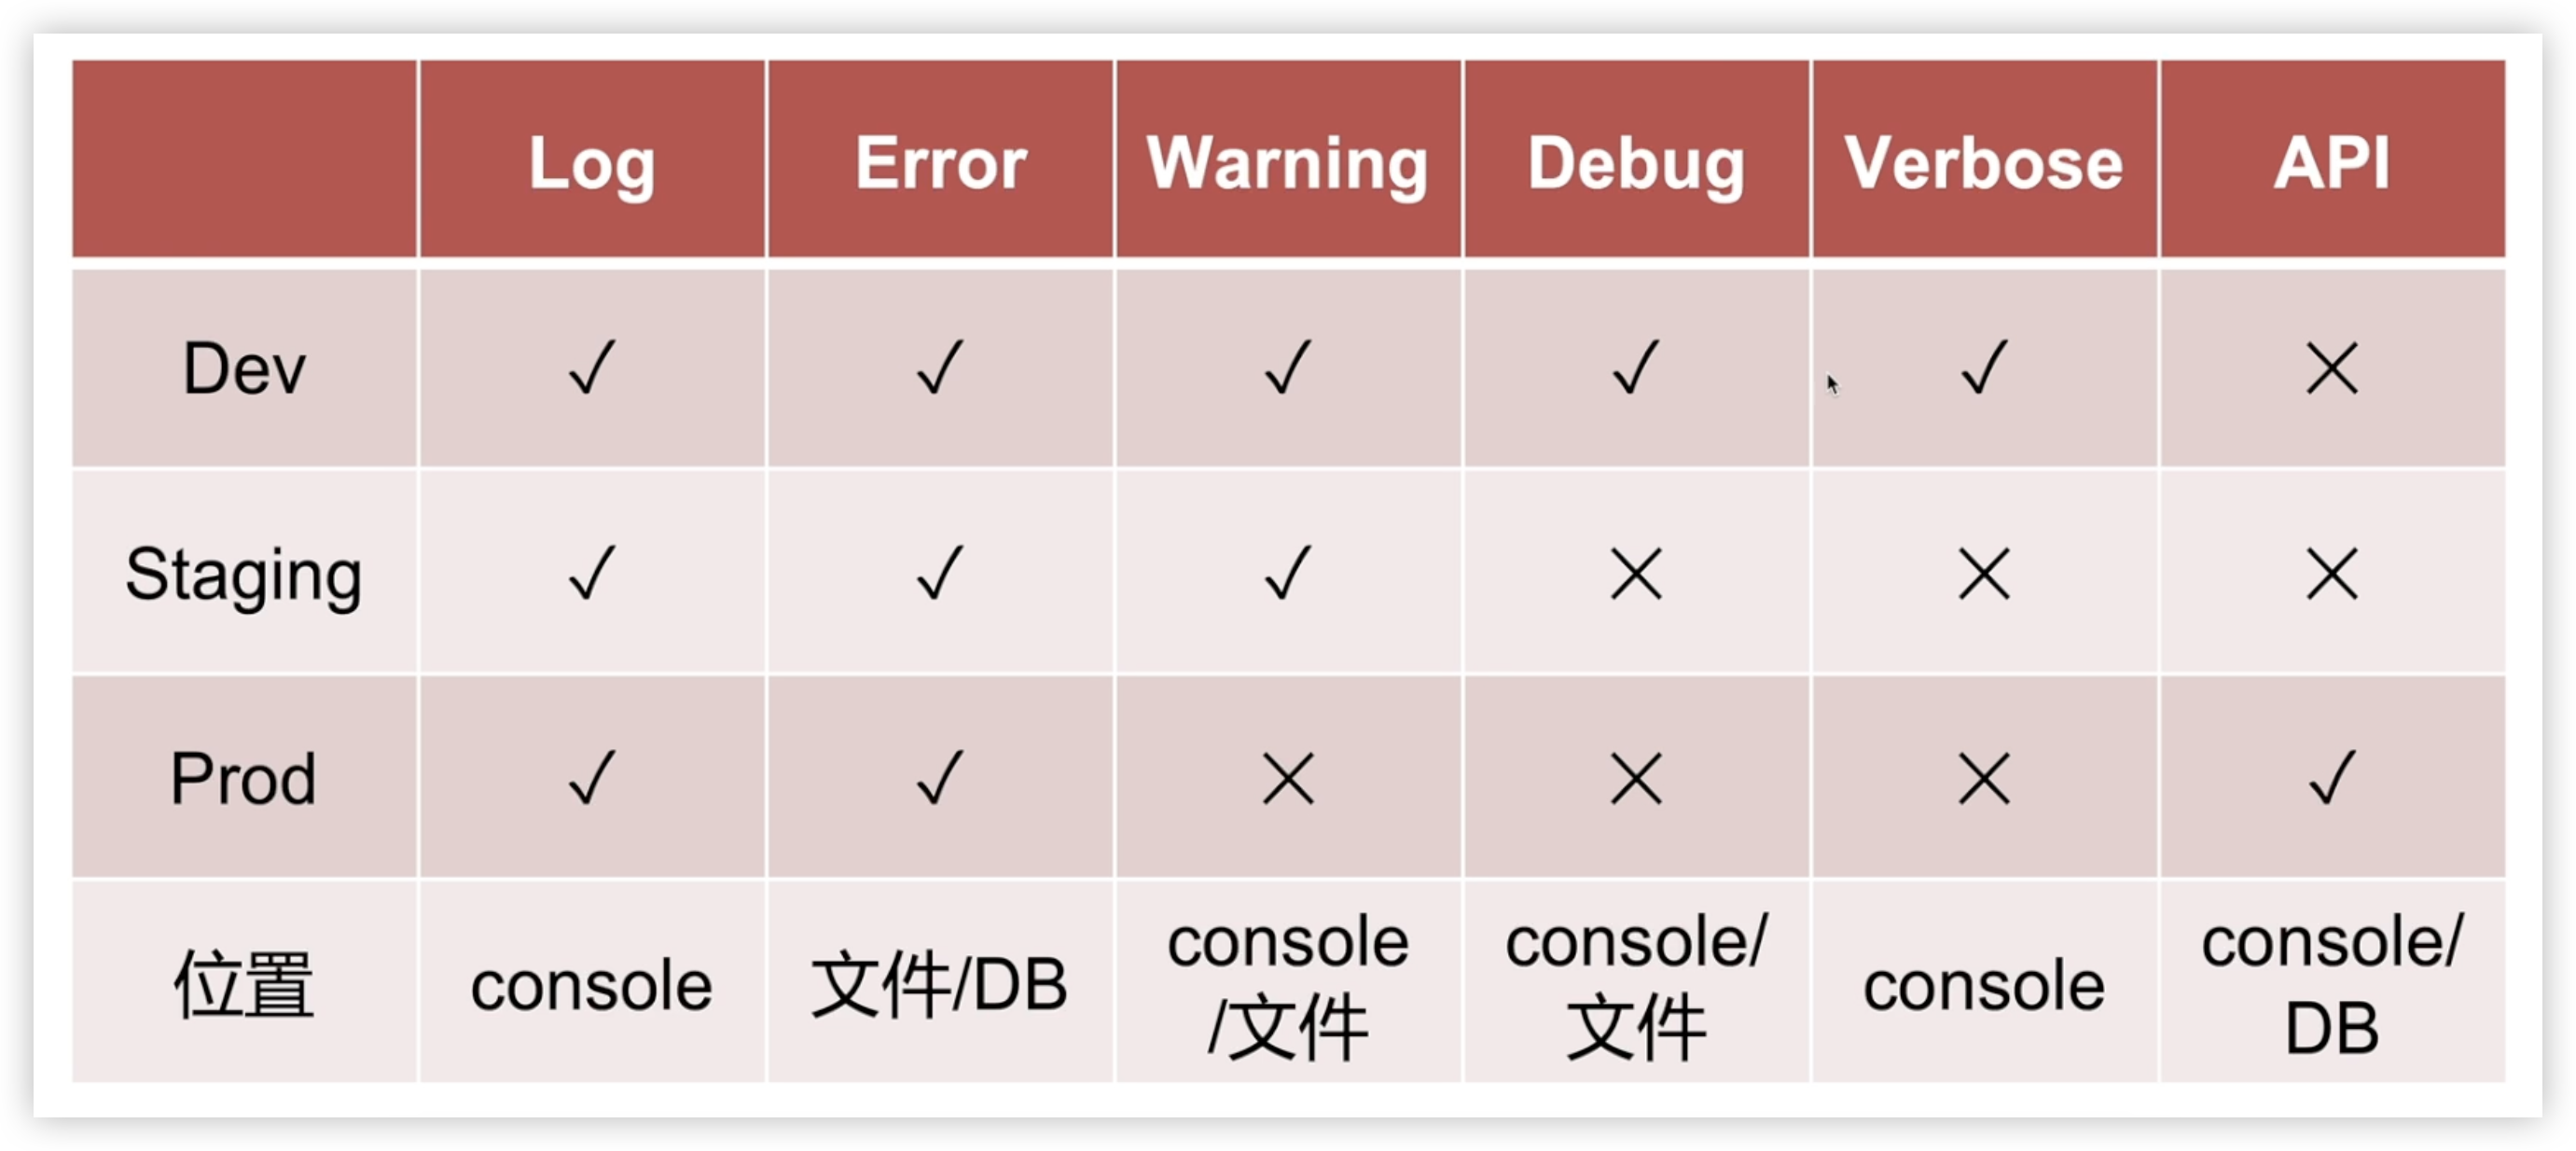 Log Error Warning Debug Verbose API
Dev ✓ ✓ ✓ ✓ ✓ ×
Staging ✓ ✓ ✓ × × ×
Prod ✓ ✓ × × × ✓
位置 console 文件/DB console
/文件 console/
文件 console console/
DB